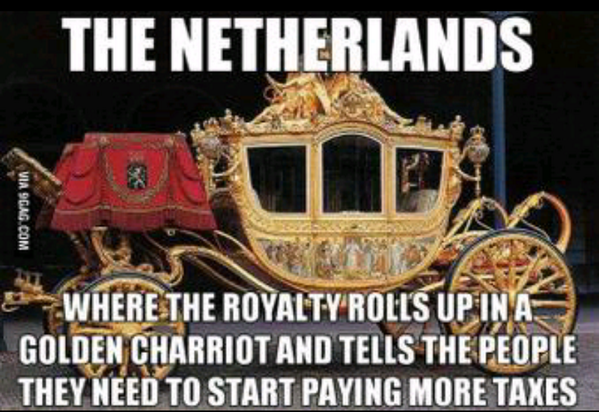 THE NETHERLANDS
VIA 9GAG.COM
WHERE THE ROYALTY ROLLS UP IN A
GOLDEN CHARRIOT AND TELLS THE PEOPLE
THEY NEED TO START PAYING MORE TAXES